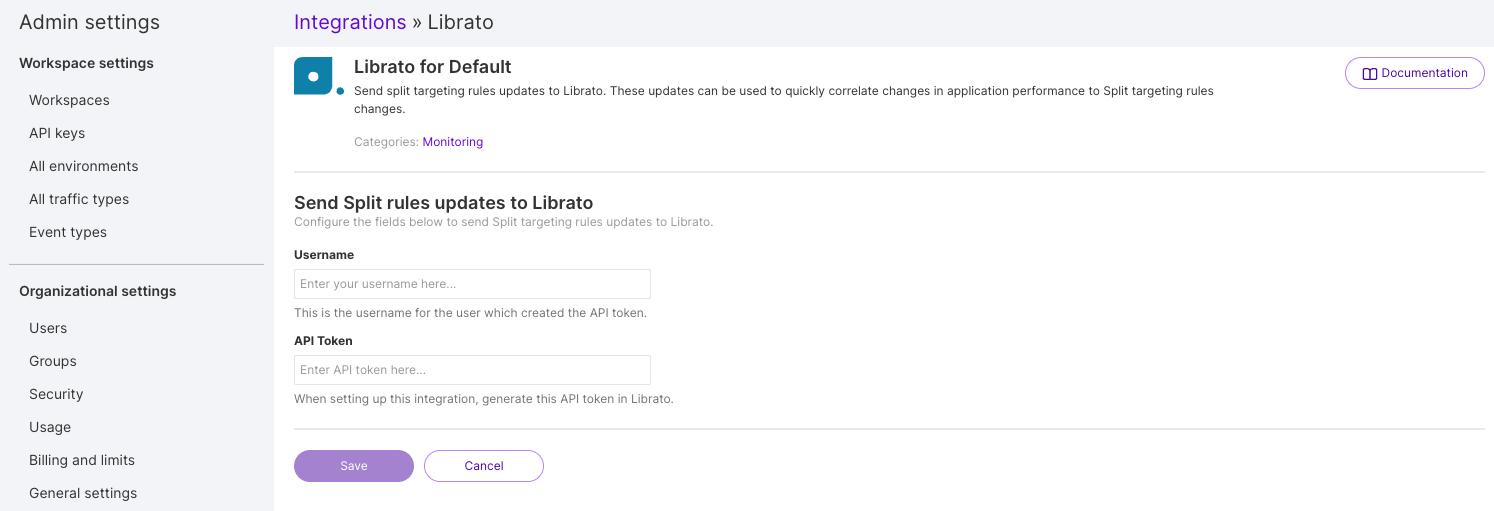 Admin settings
Workspace settings
Workspaces
API keys
All environments
All traffic types
Event types
Organizational settings
Users
Groups
Security
Usage
Billing and limits
General settings
Integrations » Librato
Librato for Default
Send split targeting rules updates to Librato. These updates can be used to quickly correlate changes in application performance to Split targeting rules
changes.
Categories: Monitoring
Documentation
Send Split rules updates to Librato
Configure the fields below to send Split targeting rules updates to Librato.
Username
Enter your username here...
This is the username for the user which created the API token.
API Token
Enter API token here...
When setting up this integration, generate this API token in Librato.
Save
Cancel